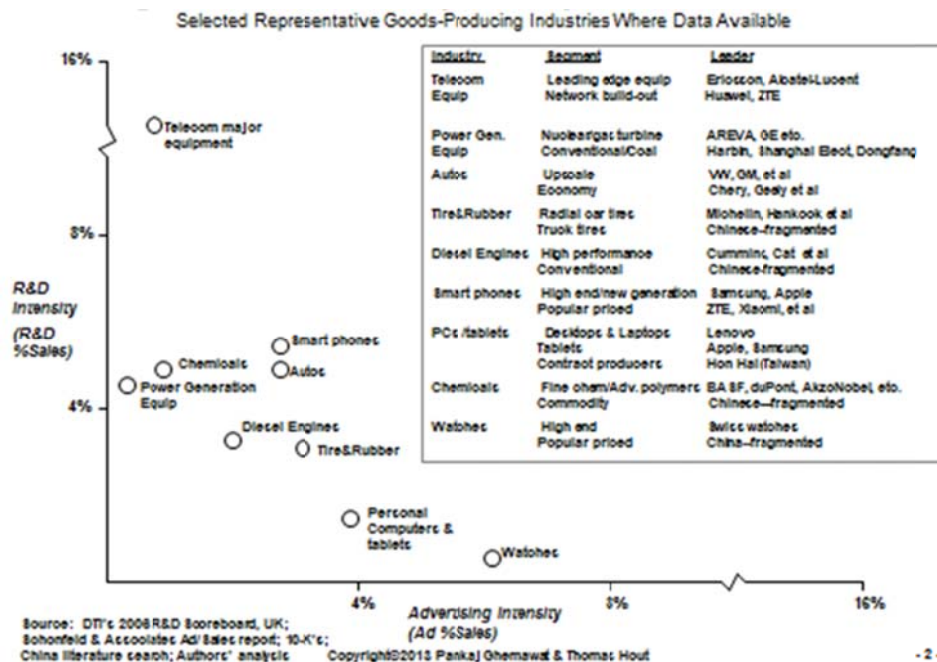 Selected Representative Goods-Producing Industries Where Data Available
16%
8%
R&D
Intensity
(R&D
%Sales)
4%
Telecom major
equipment
Smart phones
Chemicals
Autos
Power Generation
Equip
Diesel Engines
Tire&Rubber
Personal
Computers &
tablets
Watches
Industry Segment Leader
Telecom Leading edge equip Ericsson, Alcatel-Lucent
Equip Network build-out Huawei, ZTE
Power Gen. Nuclear/gas turbine AREVA, GE etc.
Equip Conventional/Coal Harbin, Shanghai Elect, Dongfang
Autos Upscale VW, GM, et al
Economy Chery, Geely et al
Tire&Rubber Radial car tires Michelin, Hankook et al
Truck tires Chinese-fragmented
Diesel Engines High performance Cummins, Cat et al
Conventional Chinese-fragmented
Smart phones High end/new generation Samsung, Apple
Popular priced ZTE, Xiaomi, et al
PCs /tablets Desktops & Laptops Lenovo
Tablets Apple, Samsung
Contract producers Hon Hai (Taiwan)
Chemicals Fine chem/Adv. polymers BASF, duPont, AkzoNobel, etc.
Commodity Chinese—fragmented
Watches High end Swiss watches
Popular priced China-fragmented
4% 8% 16%
Advertising Intensity
(Ad %Sales)
Source: DTI's 2006 R&D Scoreboard, UK;
Schonfeld & Associates Ad/Sales report; 10-K's;
China literature search; Authors' analysis Copyright©2013 Pankaj Ghemawat & Thomas Hout
- 2 -